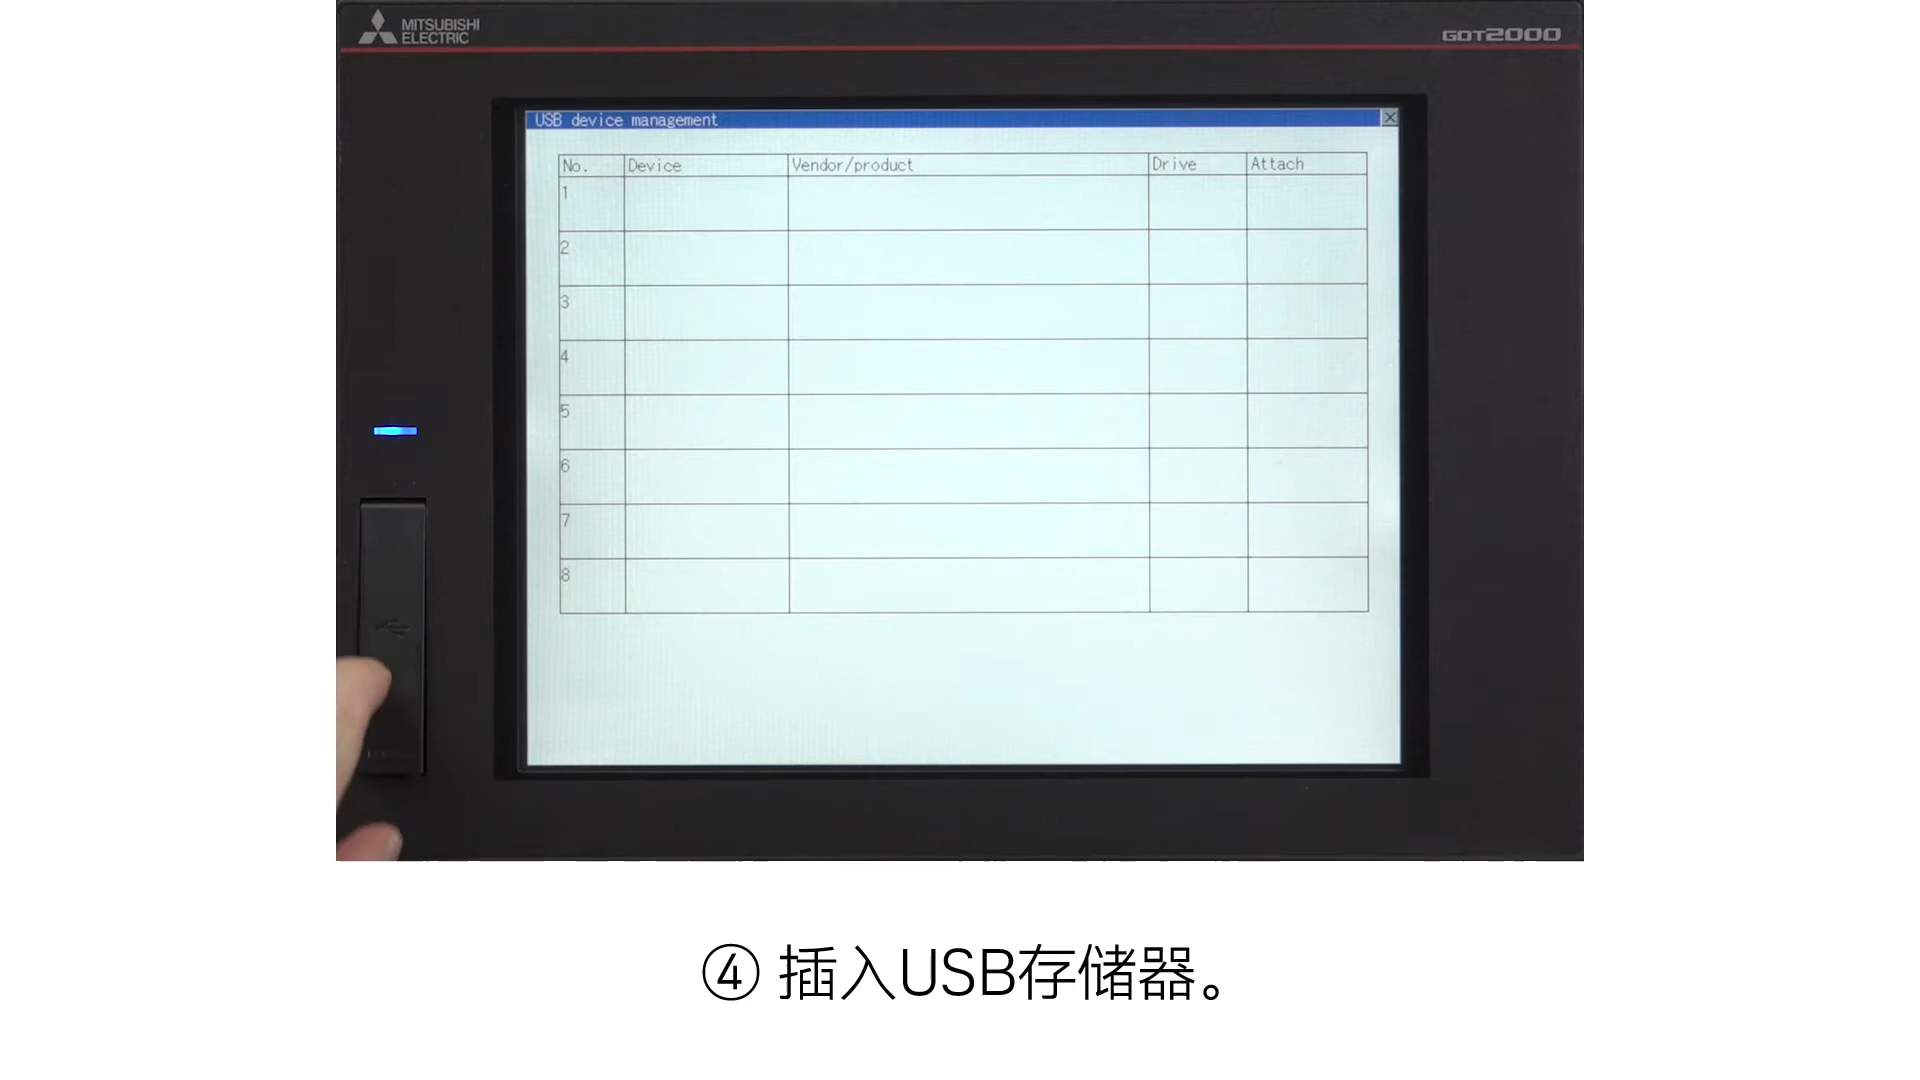 MITSUBISHI
ELECTRIC
GOT2000
USB device management
No. Device Vendor/product Drive Attach
1
2
3
4
5
6
7
8
④ 插入USB存储器。